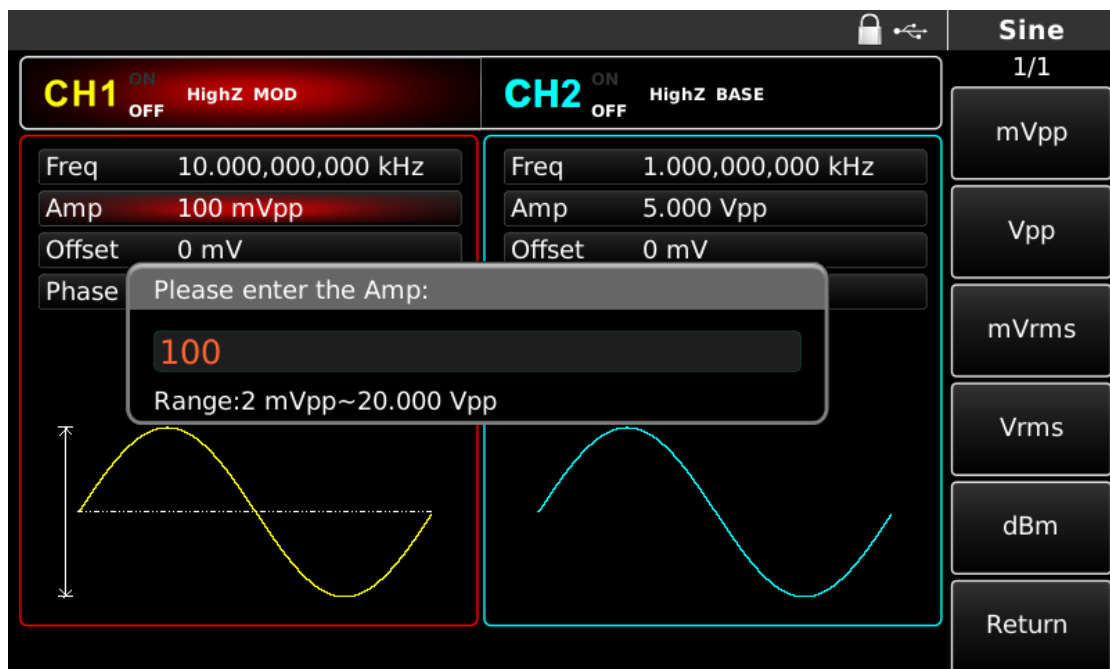 Sine
1/1
CH1 ON OFF HighZ MOD
CH2 ON OFF HighZ BASE
Freq 10.000,000,000 kHz
Amp 100 mVpp
Offset 0 mV
Phase
Freq 1.000,000,000 kHz
Amp 5.000 Vpp
Offset 0 mV
Please enter the Amp:
100
Range:2 mVpp~20.000 Vpp
mVpp
Vpp
mVrms
Vrms
dBm
Return